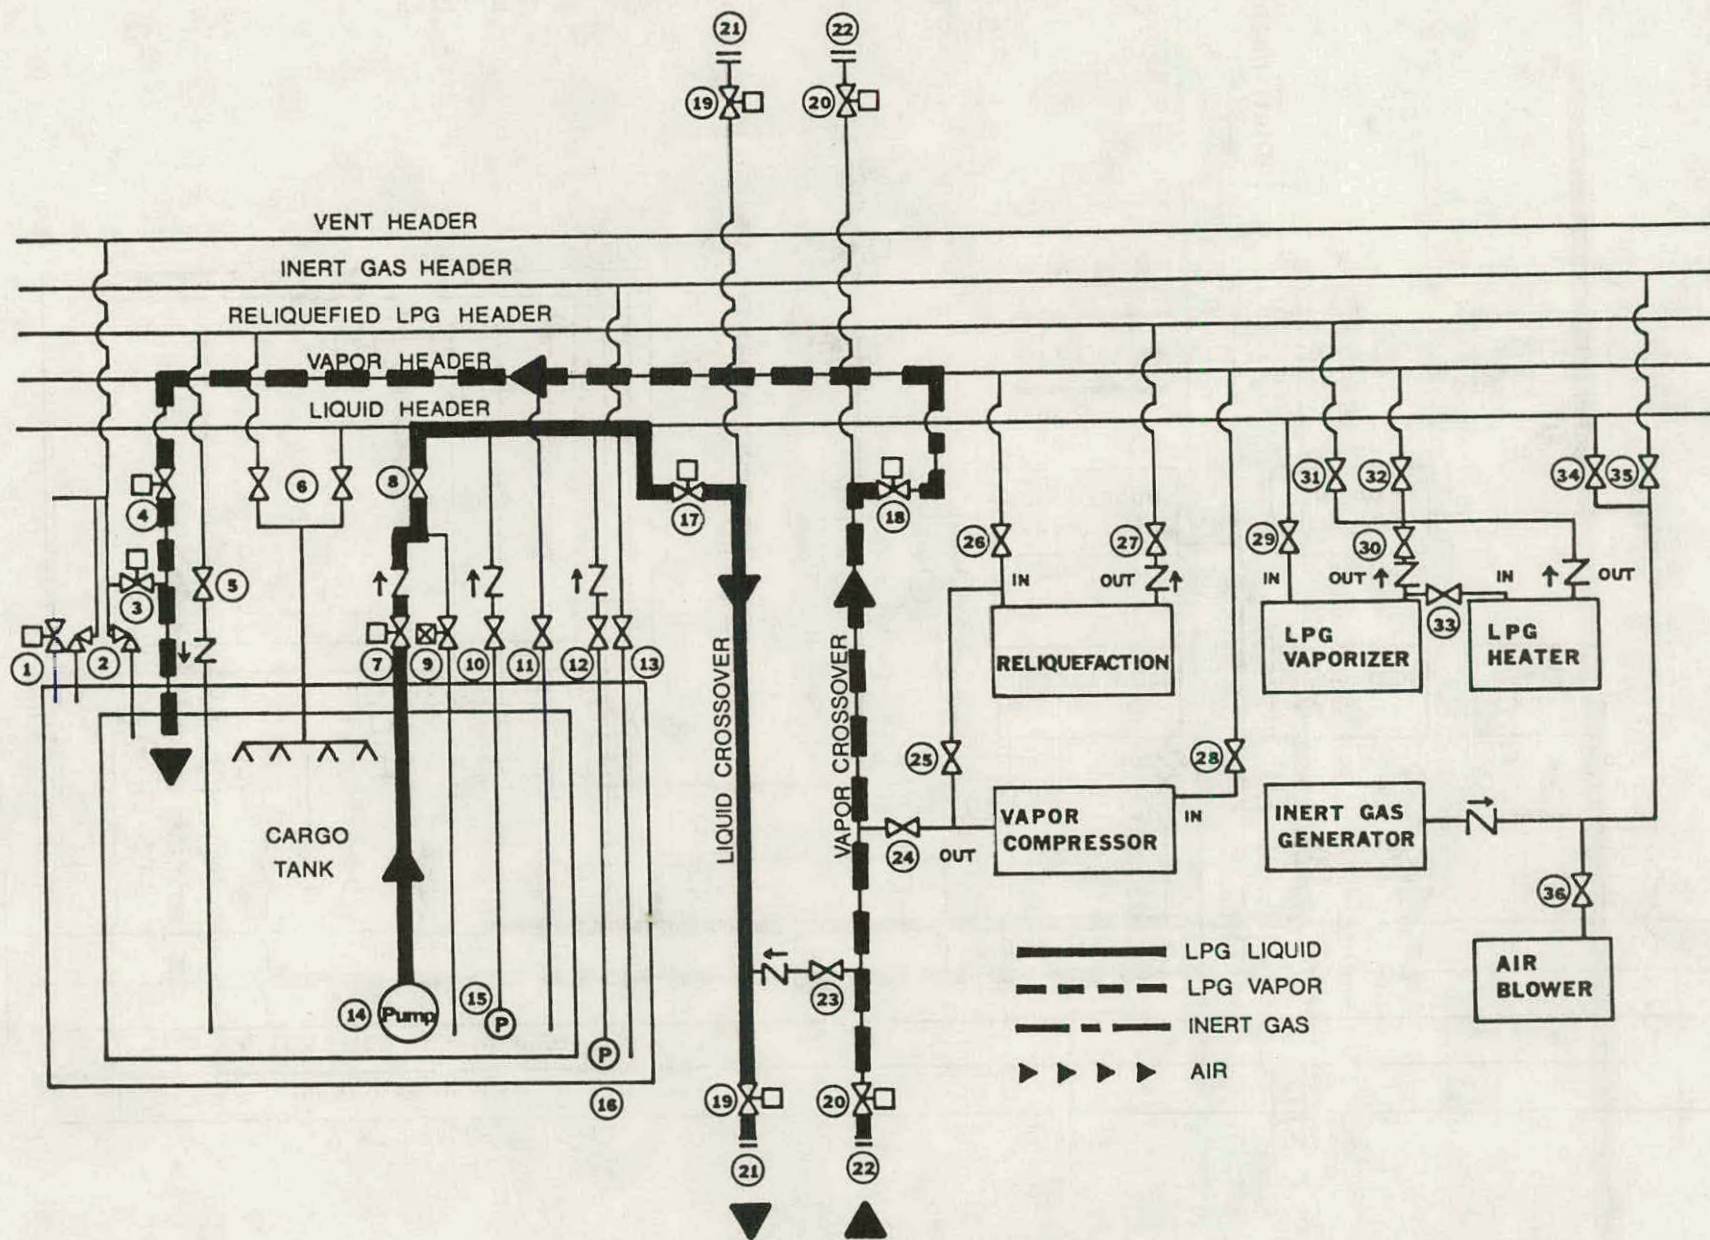 21
22
19
20
VENT HEADER
INERT GAS HEADER
RELIQUEFIED LPG HEADER
VAPOR HEADER
LIQUID HEADER
4
6
8
17
18
31
32
34
35
26
27
29
30
IN
OUT
IN
OUT
IN
OUT
3
5
33
1
2
7
9
10
11
12
13
RELIQUEFACTION
LPG
VAPORIZER
LPG
HEATER
LIQUID CROSSOVER
VAPOR CROSSOVER
25
28
VAPOR
COMPRESSOR
IN
INERT GAS
GENERATOR
CARGO
TANK
24
OUT
36
LPG LIQUID
LPG VAPOR
INERT GAS
AIR
AIR
BLOWER
23
14
Pump
15
P
P
16
19
20
21
22